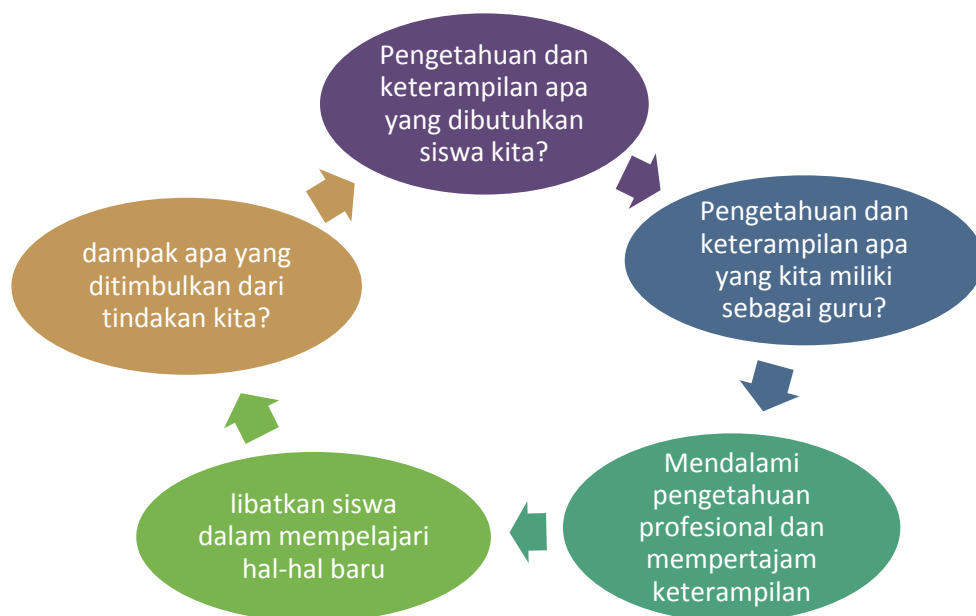 Pengetahuan dan
keterampilan apa
yang dibutuhkan
siswa kita?
Pengetahuan dan
keterampilan apa
yang kita miliki
sebagai guru?
Mendalami
pengetahuan
profesional dan
mempertajam
keterampilan
libatkan siswa
dalam mempelajari
hal-hal baru
dampak apa yang
ditimbulkan dari
tindakan kita?